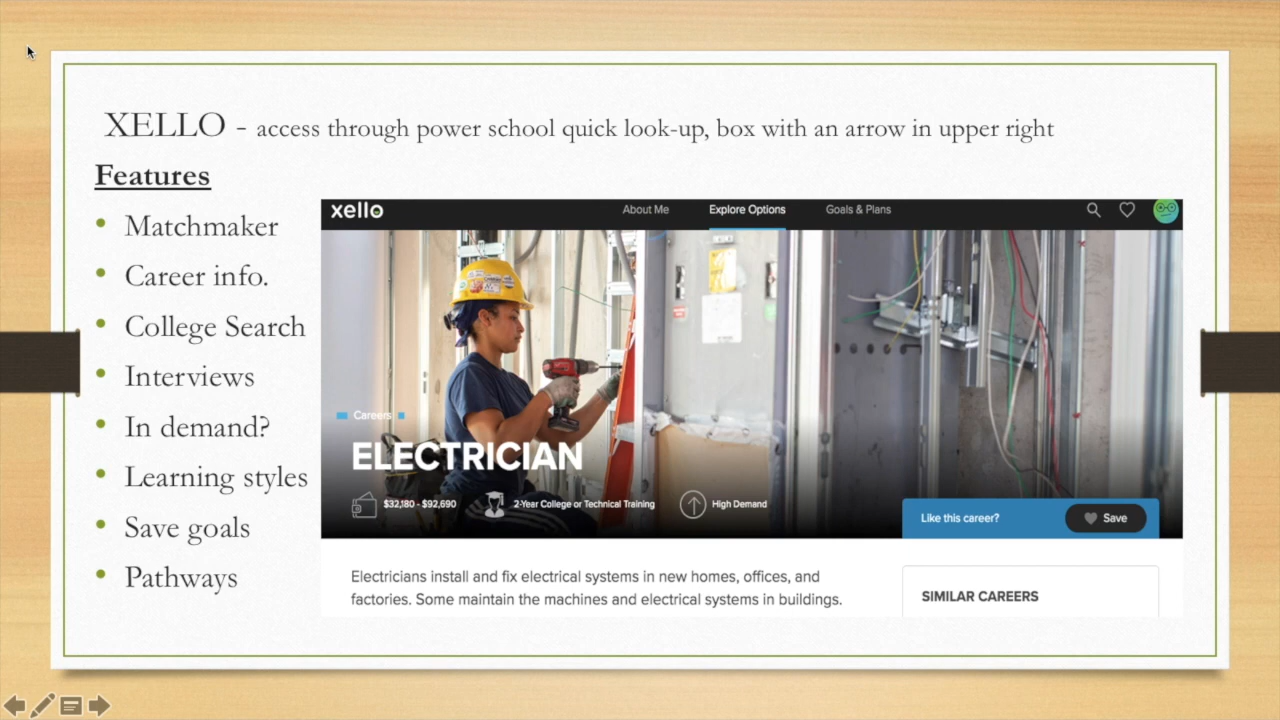 XELLO - access through power school quick look-up, box with an arrow in upper right
Features
• Matchmaker
• Career info.
• College Search
• Interviews
• In demand?
• Learning styles
• Save goals
• Pathways
xello
About Me
Explore Options
Goals & Plans
Careers
ELECTRICIAN
$32,180 - $92,690
2-Year College or Technical Training
High Demand
Like this career?
Save
Electricians install and fix electrical systems in new homes, offices, and
factories. Some maintain the machines and electrical systems in buildings.
SIMILAR CAREERS